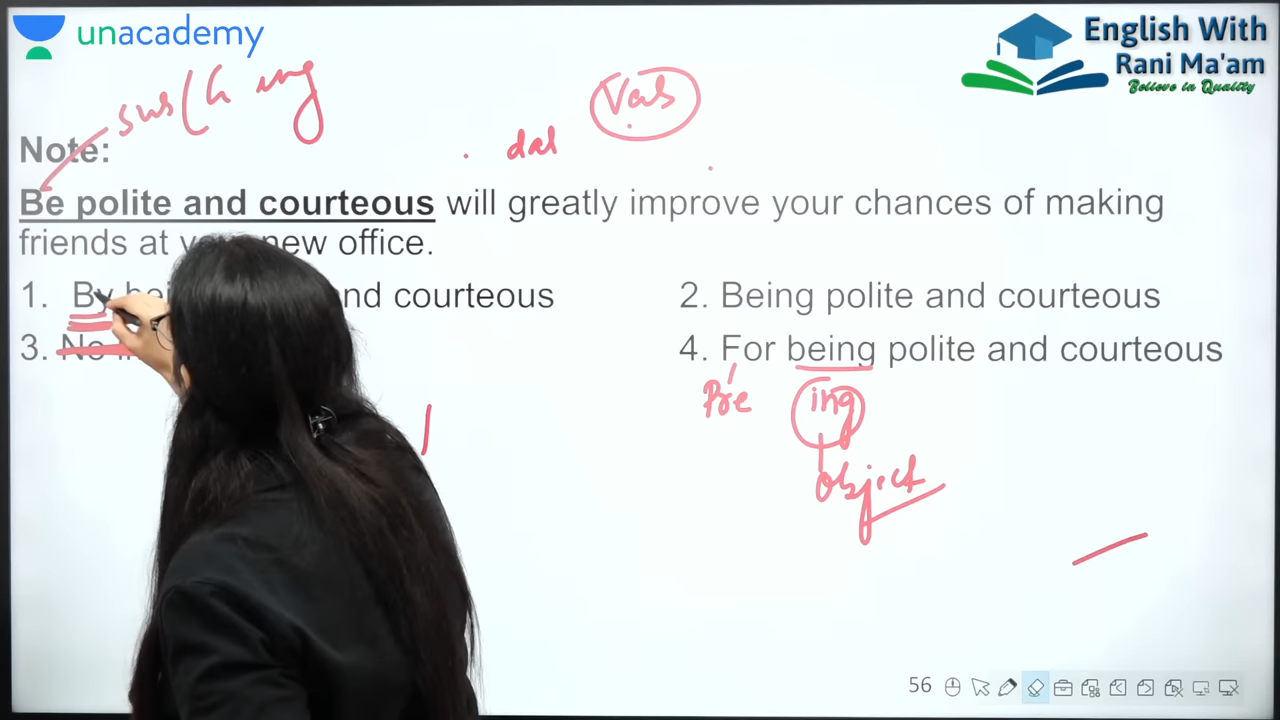 unacademy
English With
Rani Ma'am
Believe in Quality
ing
Note:
Be polite and courteous will greatly improve your chances of making
friends at new office.
1. By nd courteous
2. Being polite and courteous
3. No
4. For being polite and courteous
Pre ing
object
56